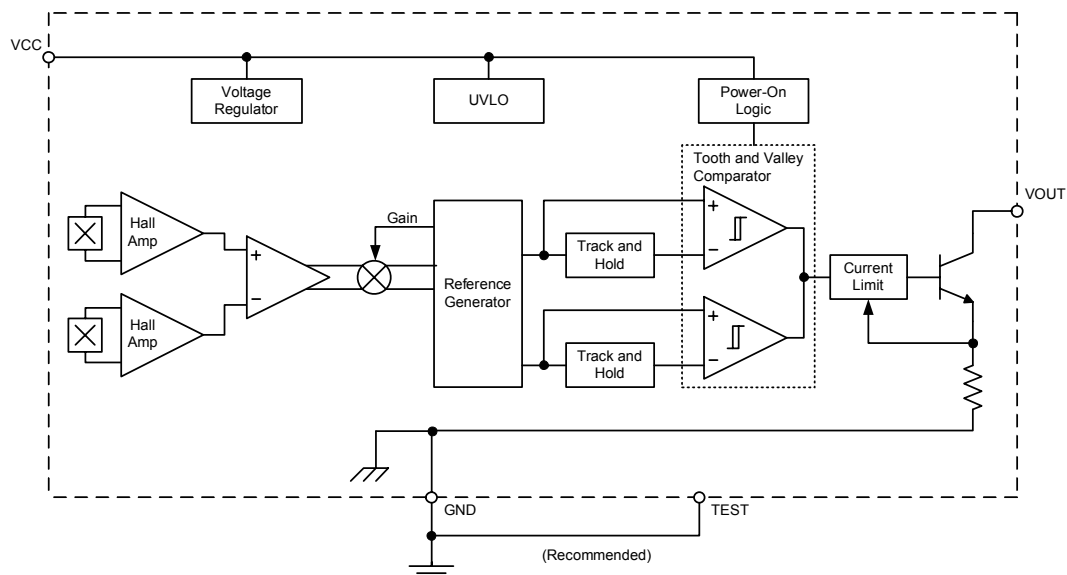 VCC
Voltage
Regulator
UVLO
Power-On
Logic
Tooth and Valley
Comparator
VOUT
Hall
Amp
Gain
+
−
Reference
Generator
Track and
Hold
+
−
Current
Limit
Hall
Amp
Track and
Hold
+
−
GND
TEST
(Recommended)